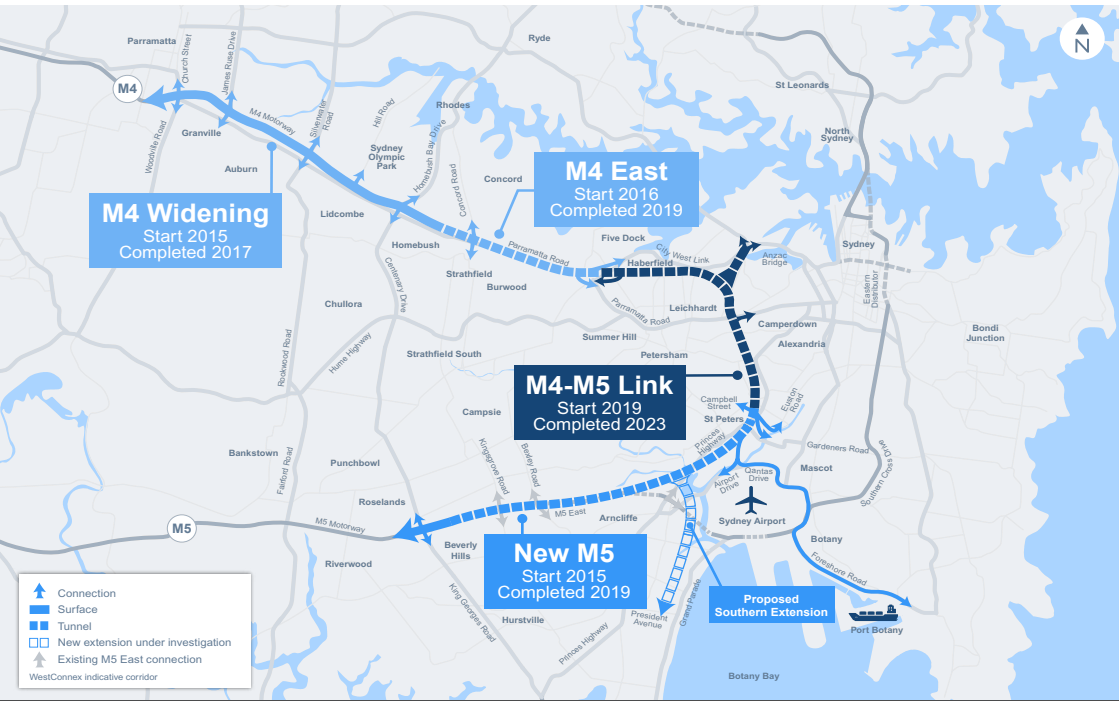 Parramatta
Church Street
James Ruse Drive
Ryde
N
M4
St Leonards
M4 Motorway
Silverwater
Road
Hill Road
Rhodes
Woodville Road
Granville
North
Sydney
Sydney
Olympic
Park
Homebush Bay Drive
Auburn
Concord Road
Concord
M4 East
Start 2016
Completed 2019
M4 Widening
Start 2015
Completed 2017
Lidcombe
Homebush
Parramatta Road
Five Dock
City West Link
Haberfield
Anzac
Bridge
Sydney
Eastern
Distributor
Strathfield
Burwood
Centenary Drive
Chullora
Parramatta Road
Leichhardt
Camperdown
Alexandria
Bondi
Junction
Rookwood Road
Hume Highway
Strathfield South
Summer Hill
Petersham
M4-M5 Link
Start 2019
Completed 2023
Campbell
Street
Euston
Road
St Peters
Princes
Highway
Campsie
Bankstown
Punchbowl
Fairford Road
Kingsgrove Road
Bexley Road
Gardeners Road
Mascot
Qantas
Drive
Airport
Drive
Southern Cross Drive
Roselands
M5
M5 Motorway
M5 East
Arncliffe
Sydney Airport
Botany
Foreshore Road
Riverwood
Beverly
Hills
New M5
Start 2015
Completed 2019
King Georges Road
Hurstville
Princes Highway
President
Avenue
Grand Parade
Proposed
Southern Extension
Port Botany
Botany Bay
Connection
Surface
Tunnel
New extension under investigation
Existing M5 East connection
WestConnex indicative corridor